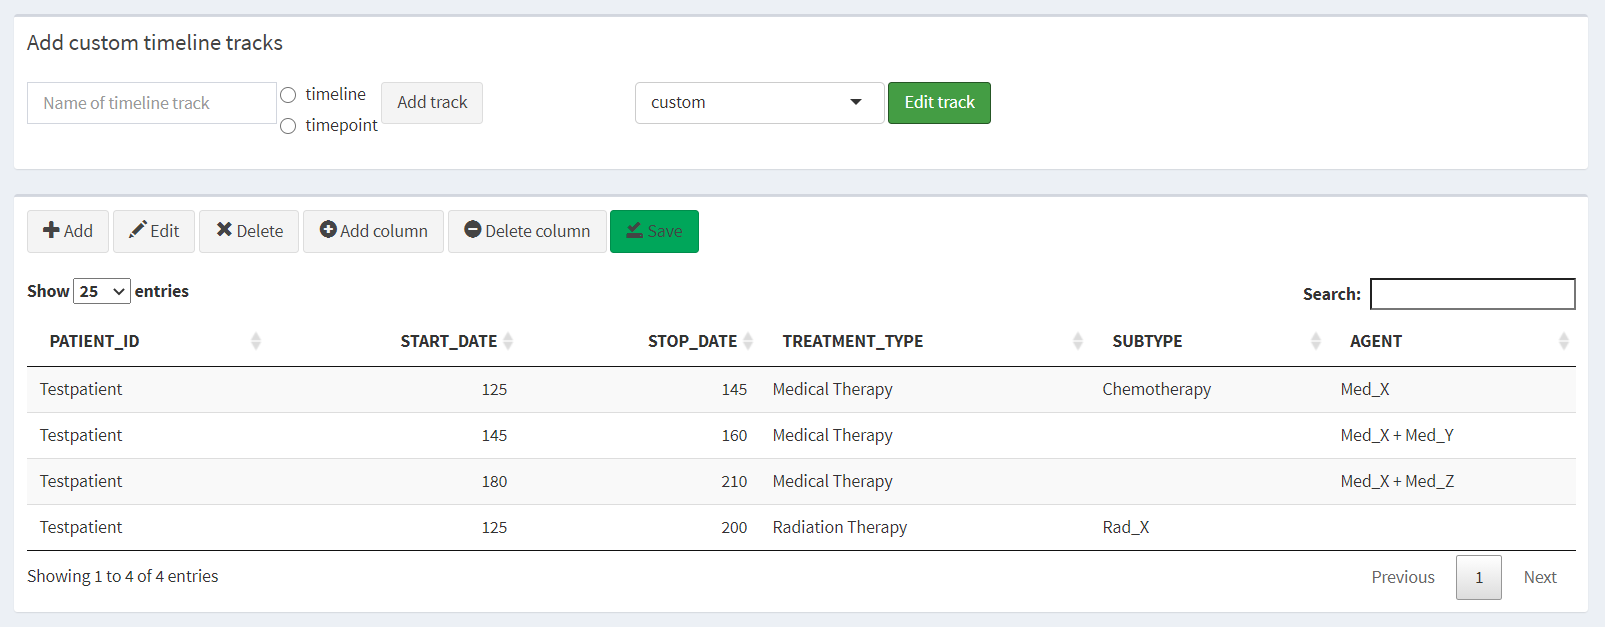 Add custom timeline tracks
Name of timeline track
timeline
timepoint
Add track
custom
Edit track
Add Edit Delete Add column Delete column Save
Show 25 entries
Search:
PATIENT_ID START_DATE STOP_DATE TREATMENT_TYPE SUBTYPE AGENT
Testpatient 125 145 Medical Therapy Chemotherapy Med_X
Testpatient 145 160 Medical Therapy Med_X + Med_Y
Testpatient 180 210 Medical Therapy Med_X + Med_Z
Testpatient 125 200 Radiation Therapy Rad_X
Showing 1 to 4 of 4 entries
Previous 1 Next